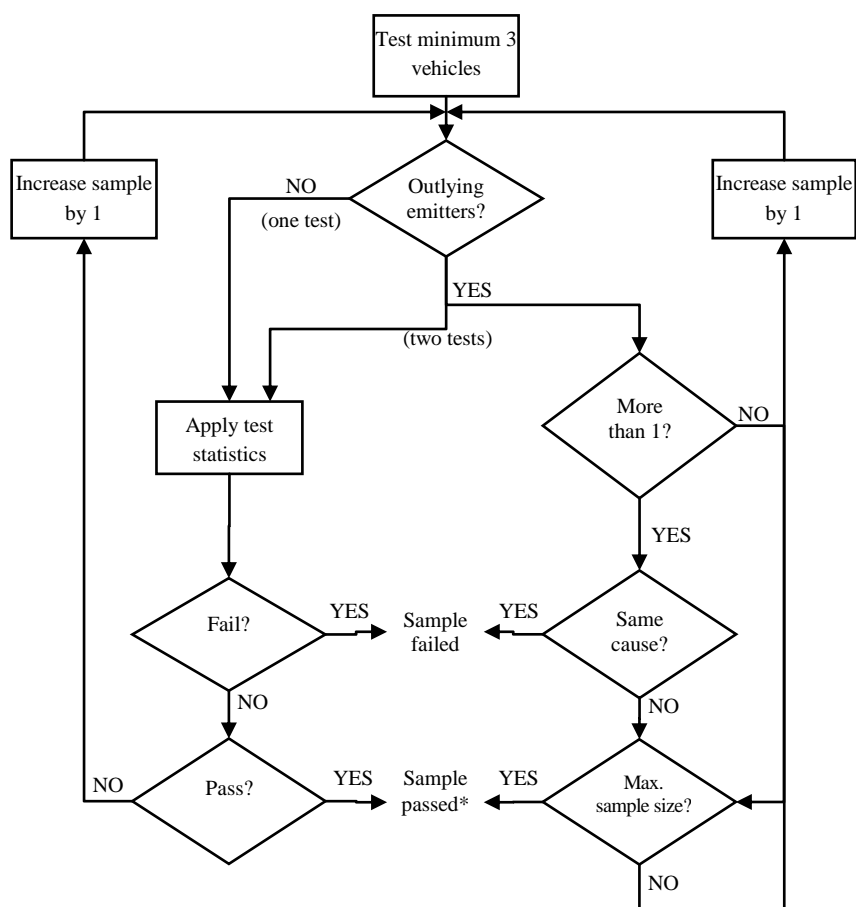 Test minimum 3
vehicles
Increase sample
by 1
NO
(one test)
Outlying
emitters?
Increase sample
by 1
YES
(two tests)
Apply test
statistics
More
than 1?
NO
YES
Fail?
YES
Sample
failed
YES
Same
cause?
NO
NO
NO
Pass?
YES
Sample
passed*
YES
Max.
sample size?
NO